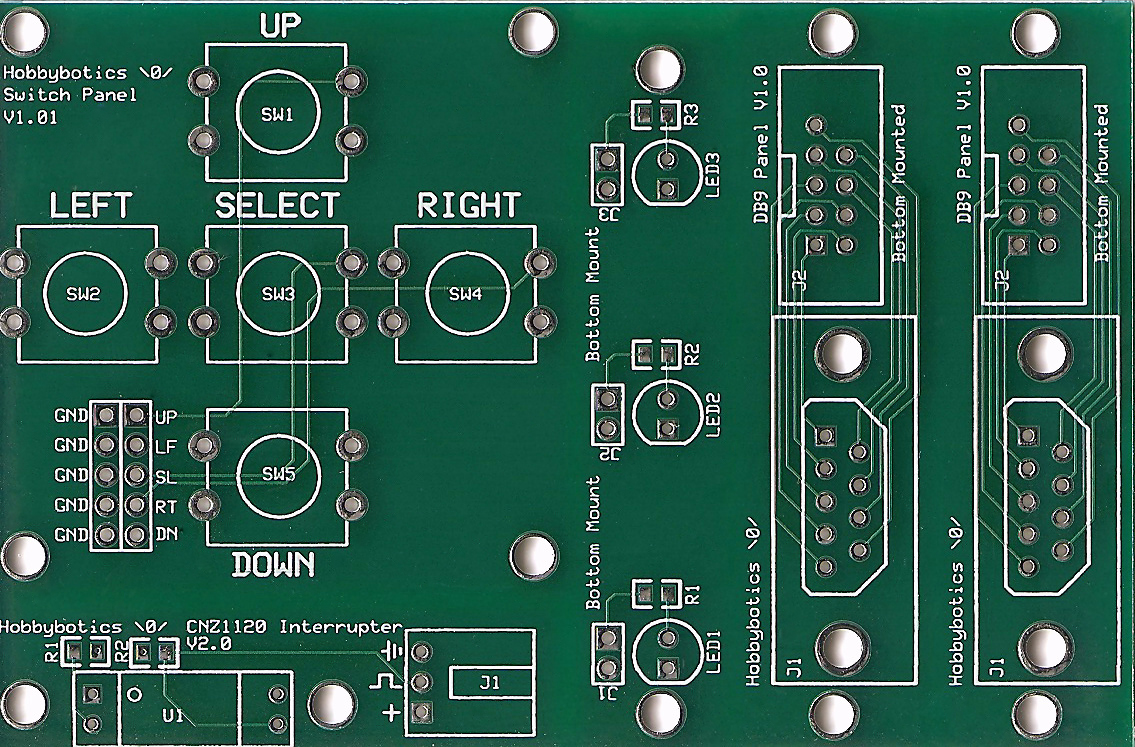 UP
Hobbybotics \0/
Switch Panel
V1.01
SW1
LEFT
SELECT
RIGHT
SW2
SW3
SW4
GND UP
GND LF
GND SL
GND RT
GND DN
SW5
DOWN
Hobbybotics \0/ CNZ1120 Interrupter
V2.0
R1
R2
U1
+
J1
R3
LED3
J3
Bottom Mount
R2
LED2
J2
Bottom Mount
R1
LED1
J1
DB9 Panel V1.0
Bottom Mounted
J2
Hobbybotics \0/
J1
DB9 Panel V1.0
Bottom Mounted
J2
Hobbybotics \0/
J1